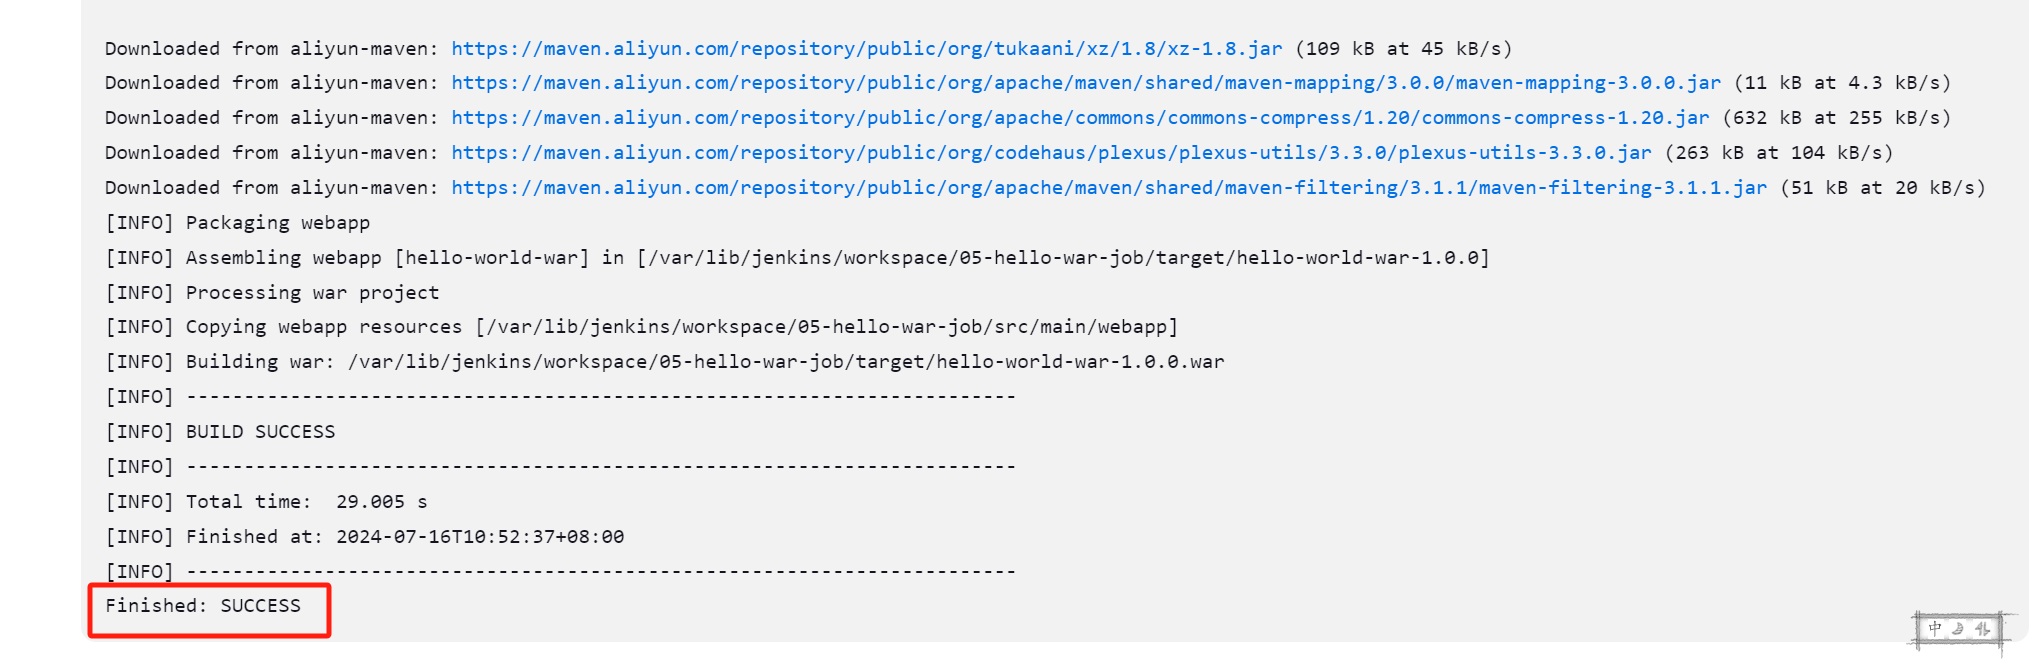 Downloaded from aliyun-maven: https://maven.aliyun.com/repository/public/org/tukaani/xz/1.8/xz-1.8.jar (109 kB at 45 kB/s)
Downloaded from aliyun-maven: https://maven.aliyun.com/repository/public/org/apache/maven/shared/maven-mapping/3.0.0/maven-mapping-3.0.0.jar (11 kB at 4.3 kB/s)
Downloaded from aliyun-maven: https://maven.aliyun.com/repository/public/org/apache/commons/commons-compress/1.20/commons-compress-1.20.jar (632 kB at 255 kB/s)
Downloaded from aliyun-maven: https://maven.aliyun.com/repository/public/org/codehaus/plexus/plexus-utils/3.3.0/plexus-utils-3.3.0.jar (263 kB at 104 kB/s)
Downloaded from aliyun-maven: https://maven.aliyun.com/repository/public/org/apache/maven/shared/maven-filtering/3.1.1/maven-filtering-3.1.1.jar (51 kB at 20 kB/s)
[INFO] Packaging webapp
[INFO] Assembling webapp [hello-world-war] in [/var/lib/jenkins/workspace/05-hello-war-job/target/hello-world-war-1.0.0]
[INFO] Processing war project
[INFO] Copying webapp resources [/var/lib/jenkins/workspace/05-hello-war-job/src/main/webapp]
[INFO] Building war: /var/lib/jenkins/workspace/05-hello-war-job/target/hello-world-war-1.0.0.war
[INFO] ------------------------------------------------------------------------
[INFO] BUILD SUCCESS
[INFO] ------------------------------------------------------------------------
[INFO] Total time:  29.005 s
[INFO] Finished at: 2024-07-16T10:52:37+08:00
[INFO] ------------------------------------------------------------------------
Finished: SUCCESS
中